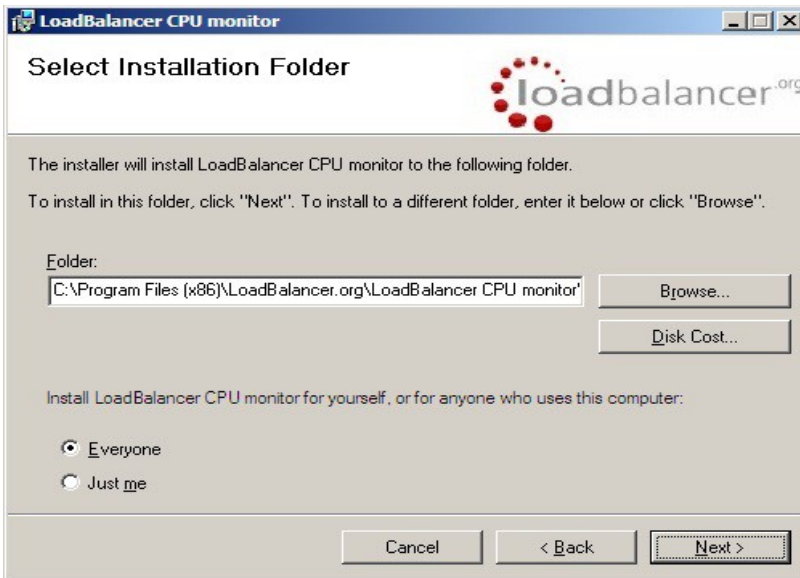 LoadBalancer CPU monitor
Select Installation Folder
loadbalancer.org
The installer will install LoadBalancer CPU monitor to the following folder.
To install in this folder, click "Next". To install to a different folder, enter it below or click "Browse".
Folder:
C:\Program Files (x86)\LoadBalancer.org\LoadBalancer CPU monitor\
Browse...
Disk Cost...
Install LoadBalancer CPU monitor for yourself, or for anyone who uses this computer:
Everyone
Just me
Cancel
< Back
Next >